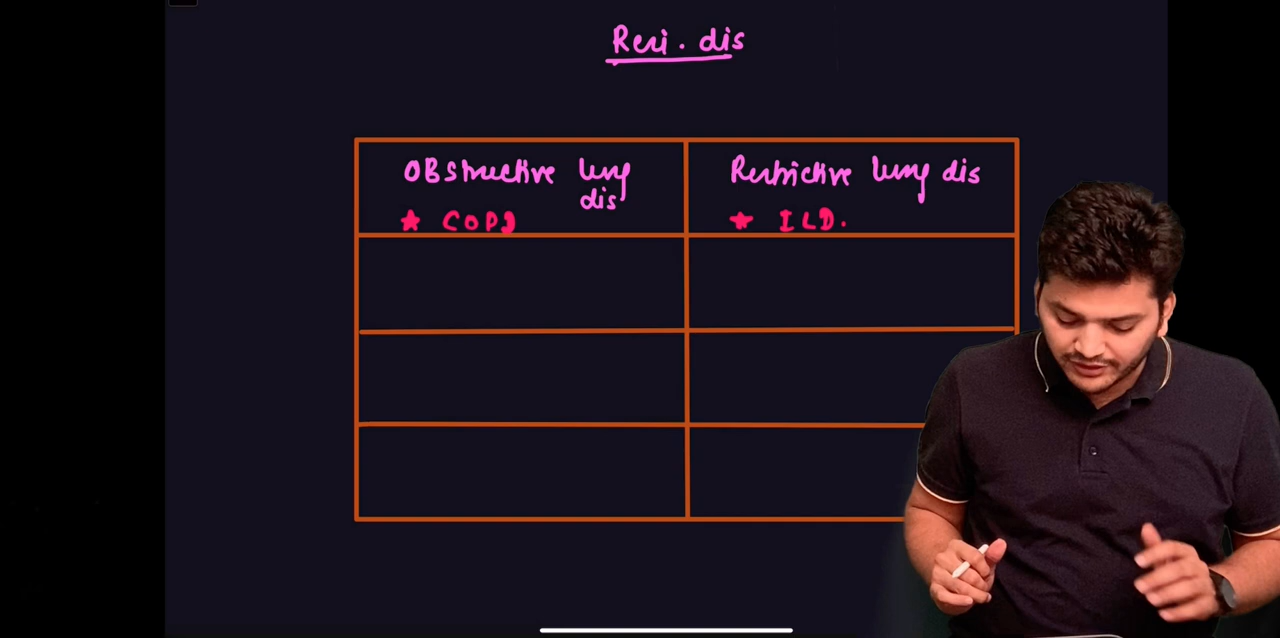 Resi. dis
OBstructive lung
dis
★ COPD
Restrictive lung dis
★ ILD.